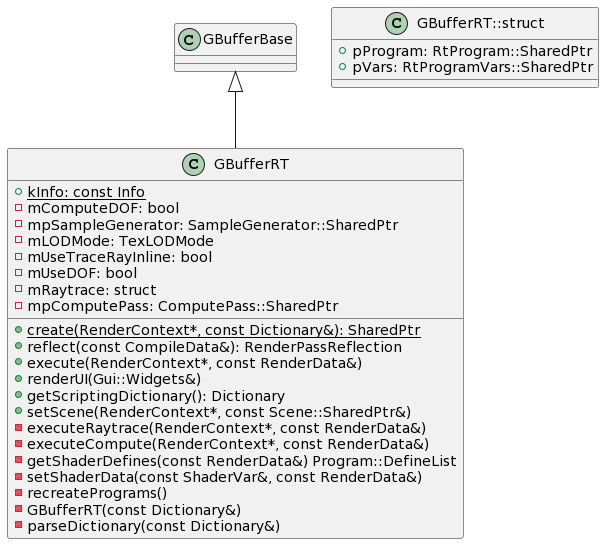 C GBufferBase
C GBufferRT::struct
pProgram: RtProgram::SharedPtr
pVars: RtProgramVars::SharedPtr
C GBufferRT
kInfo: const Info
mComputeDOF: bool
mpSampleGenerator: SampleGenerator::SharedPtr
mLODMode: TexLODMode
mUseTraceRayInline: bool
mUseDOF: bool
mRaytrace: struct
mpComputePass: ComputePass::SharedPtr
create(RenderContext*, const Dictionary&): SharedPtr
reflect(const CompileData&): RenderPassReflection
execute(RenderContext*, const RenderData&)
renderUI(Gui::Widgets&)
getScriptingDictionary(): Dictionary
setScene(RenderContext*, const Scene::SharedPtr&)
executeRaytrace(RenderContext*, const RenderData&)
executeCompute(RenderContext*, const RenderData&)
getShaderDefines(const RenderData&) Program::DefineList
setShaderData(const ShaderVar&, const RenderData&)
recreatePrograms()
GBufferRT(const Dictionary&)
parseDictionary(const Dictionary&)